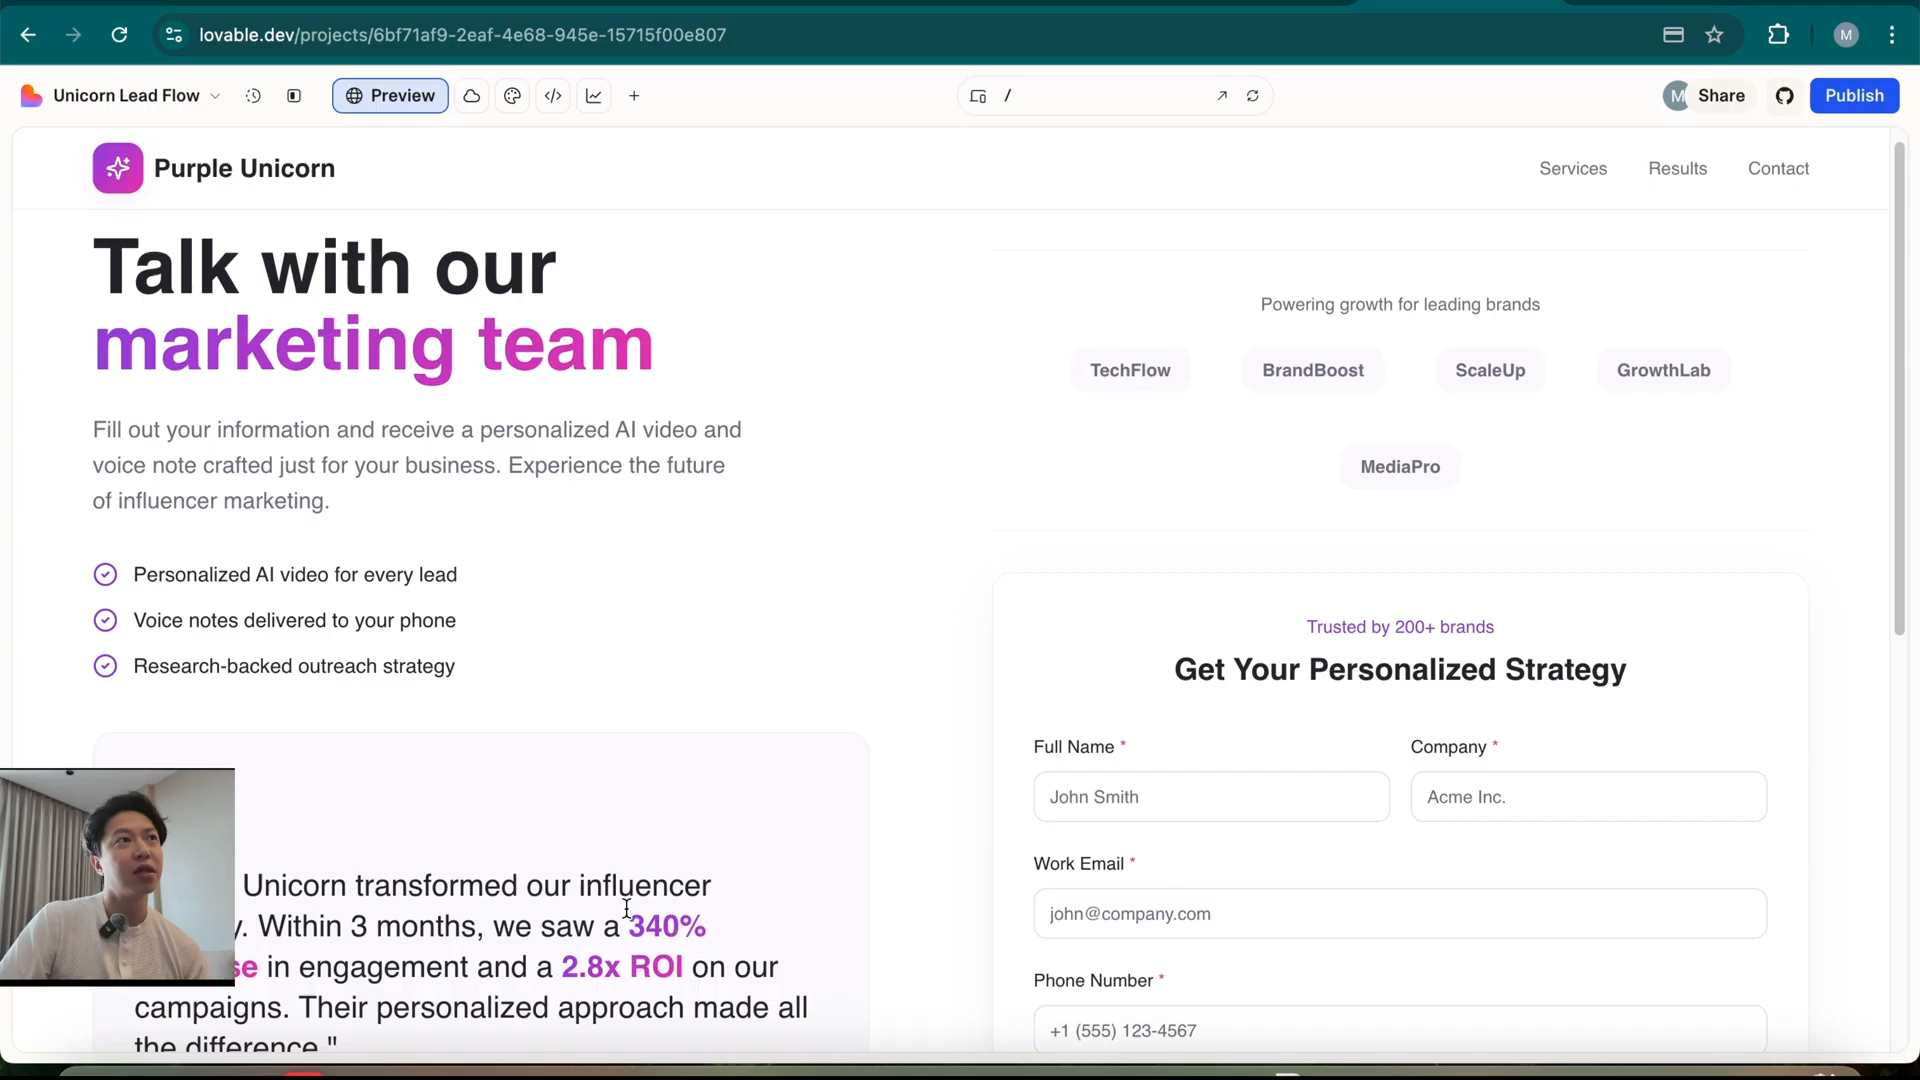 lovable.dev/projects/6bf71af9-2eaf-4e68-945e-15715f00e807
M
Unicorn Lead Flow
Preview
/
M
Share
Publish
Purple Unicorn
Services
Results
Contact
Talk with our
marketing team
Fill out your information and receive a personalized AI video and
voice note crafted just for your business. Experience the future
of influencer marketing.
Personalized AI video for every lead
Voice notes delivered to your phone
Research-backed outreach strategy
Unicorn transformed our influencer
y. Within 3 months, we saw a 340%
se in engagement and a 2.8x ROI on our
campaigns. Their personalized approach made all
the difference."
Powering growth for leading brands
TechFlow
BrandBoost
ScaleUp
GrowthLab
MediaPro
Trusted by 200+ brands
Get Your Personalized Strategy
Full Name *
Company *
John Smith
Acme Inc.
Work Email *
john@company.com
Phone Number *
+1 (555) 123-4567